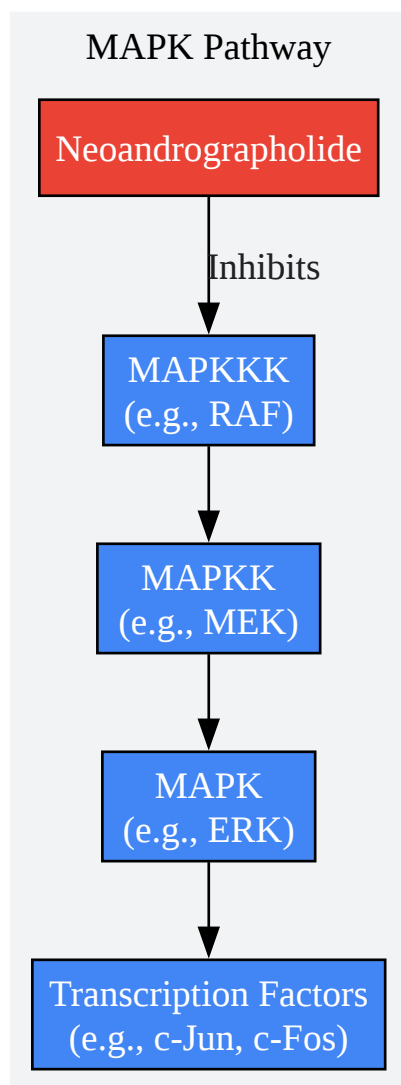 MAPK Pathway
Neoandrographolide
Inhibits
MAPKKK
(e.g., RAF)
MAPKK
(e.g., MEK)
MAPK
(e.g., ERK)
Transcription Factors
(e.g., c-Jun, c-Fos)